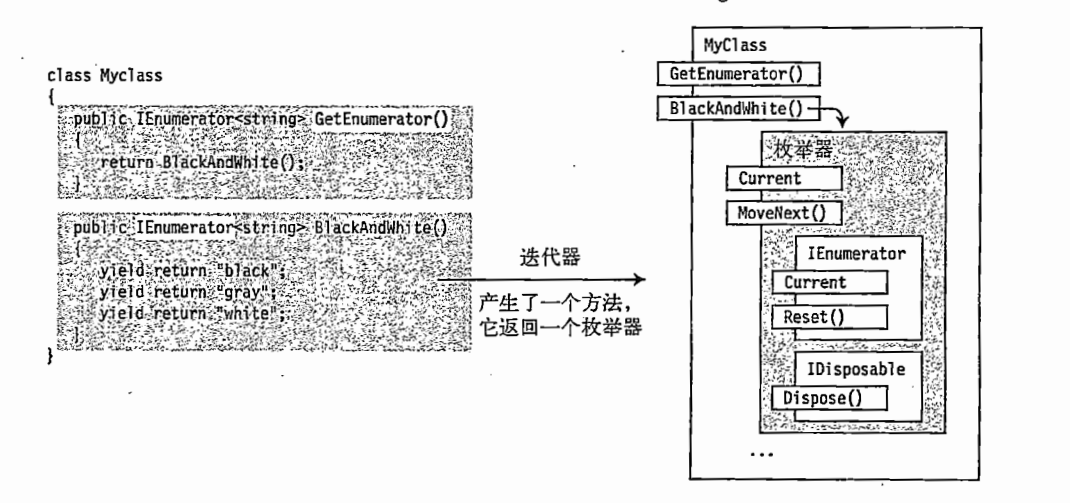 class Myclass
{
public IEnumerator<string> GetEnumerator()
{
return BlackAndWhite();
}
public IEnumerator<string> BlackAndWhite()
{
yield return "black";
yield return "gray";
yield return "white";
}
}
迭代器
产生了一个方法,
它返回一个枚举器
MyClass
GetEnumerator()
BlackAndWhite()
枚举器
Current
MoveNext()
IEnumerator
Current
Reset()
IDisposable
Dispose()
...